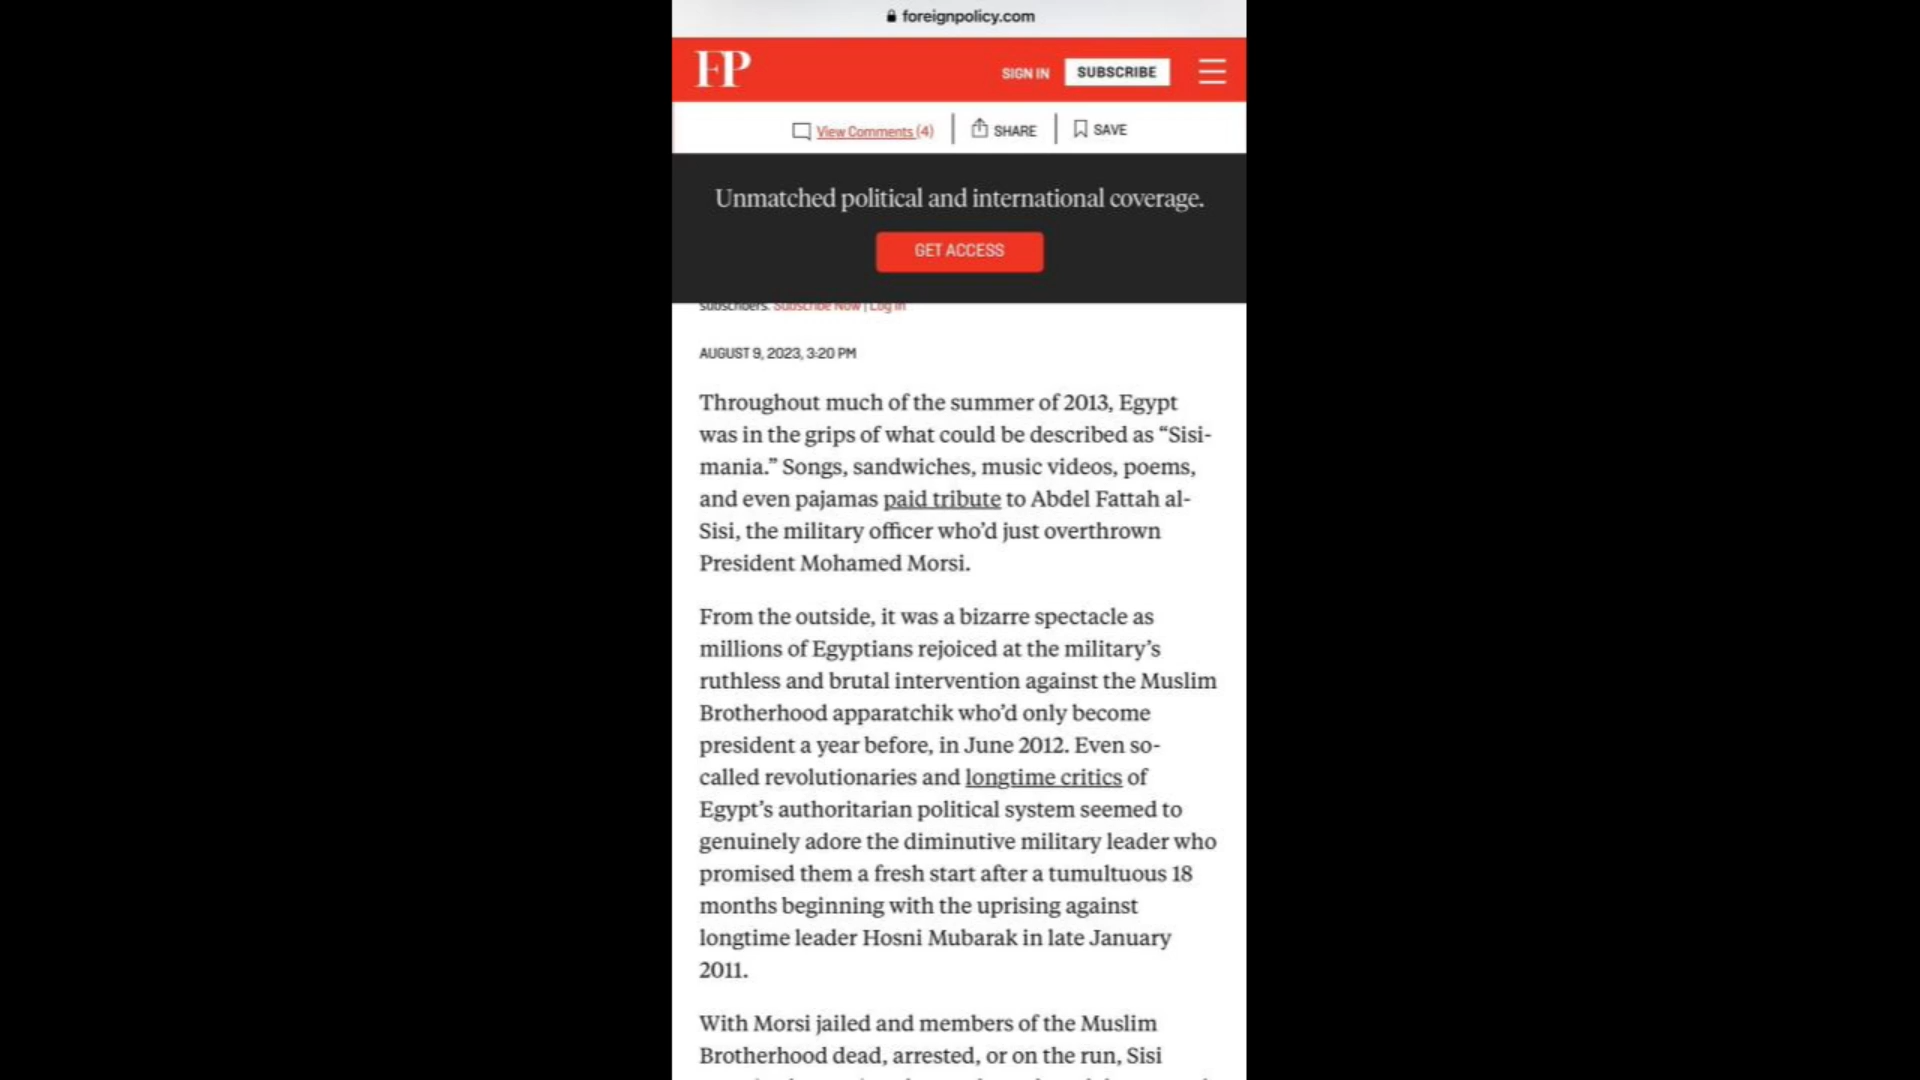 foreignpolicy.com
FP
SIGN IN
SUBSCRIBE
View Comments (4)
SHARE
SAVE
Unmatched political and international coverage.
GET ACCESS
subscribers. Subscribe Now | Log In
AUGUST 9, 2023, 3:20 PM
Throughout much of the summer of 2013, Egypt
was in the grips of what could be described as “Sisi-
mania.” Songs, sandwiches, music videos, poems,
and even pajamas paid tribute to Abdel Fattah al-
Sisi, the military officer who’d just overthrown
President Mohamed Morsi.
From the outside, it was a bizarre spectacle as
millions of Egyptians rejoiced at the military’s
ruthless and brutal intervention against the Muslim
Brotherhood apparatchik who’d only become
president a year before, in June 2012. Even so-
called revolutionaries and longtime critics of
Egypt’s authoritarian political system seemed to
genuinely adore the diminutive military leader who
promised them a fresh start after a tumultuous 18
months beginning with the uprising against
longtime leader Hosni Mubarak in late January
2011.
With Morsi jailed and members of the Muslim
Brotherhood dead, arrested, or on the run, Sisi